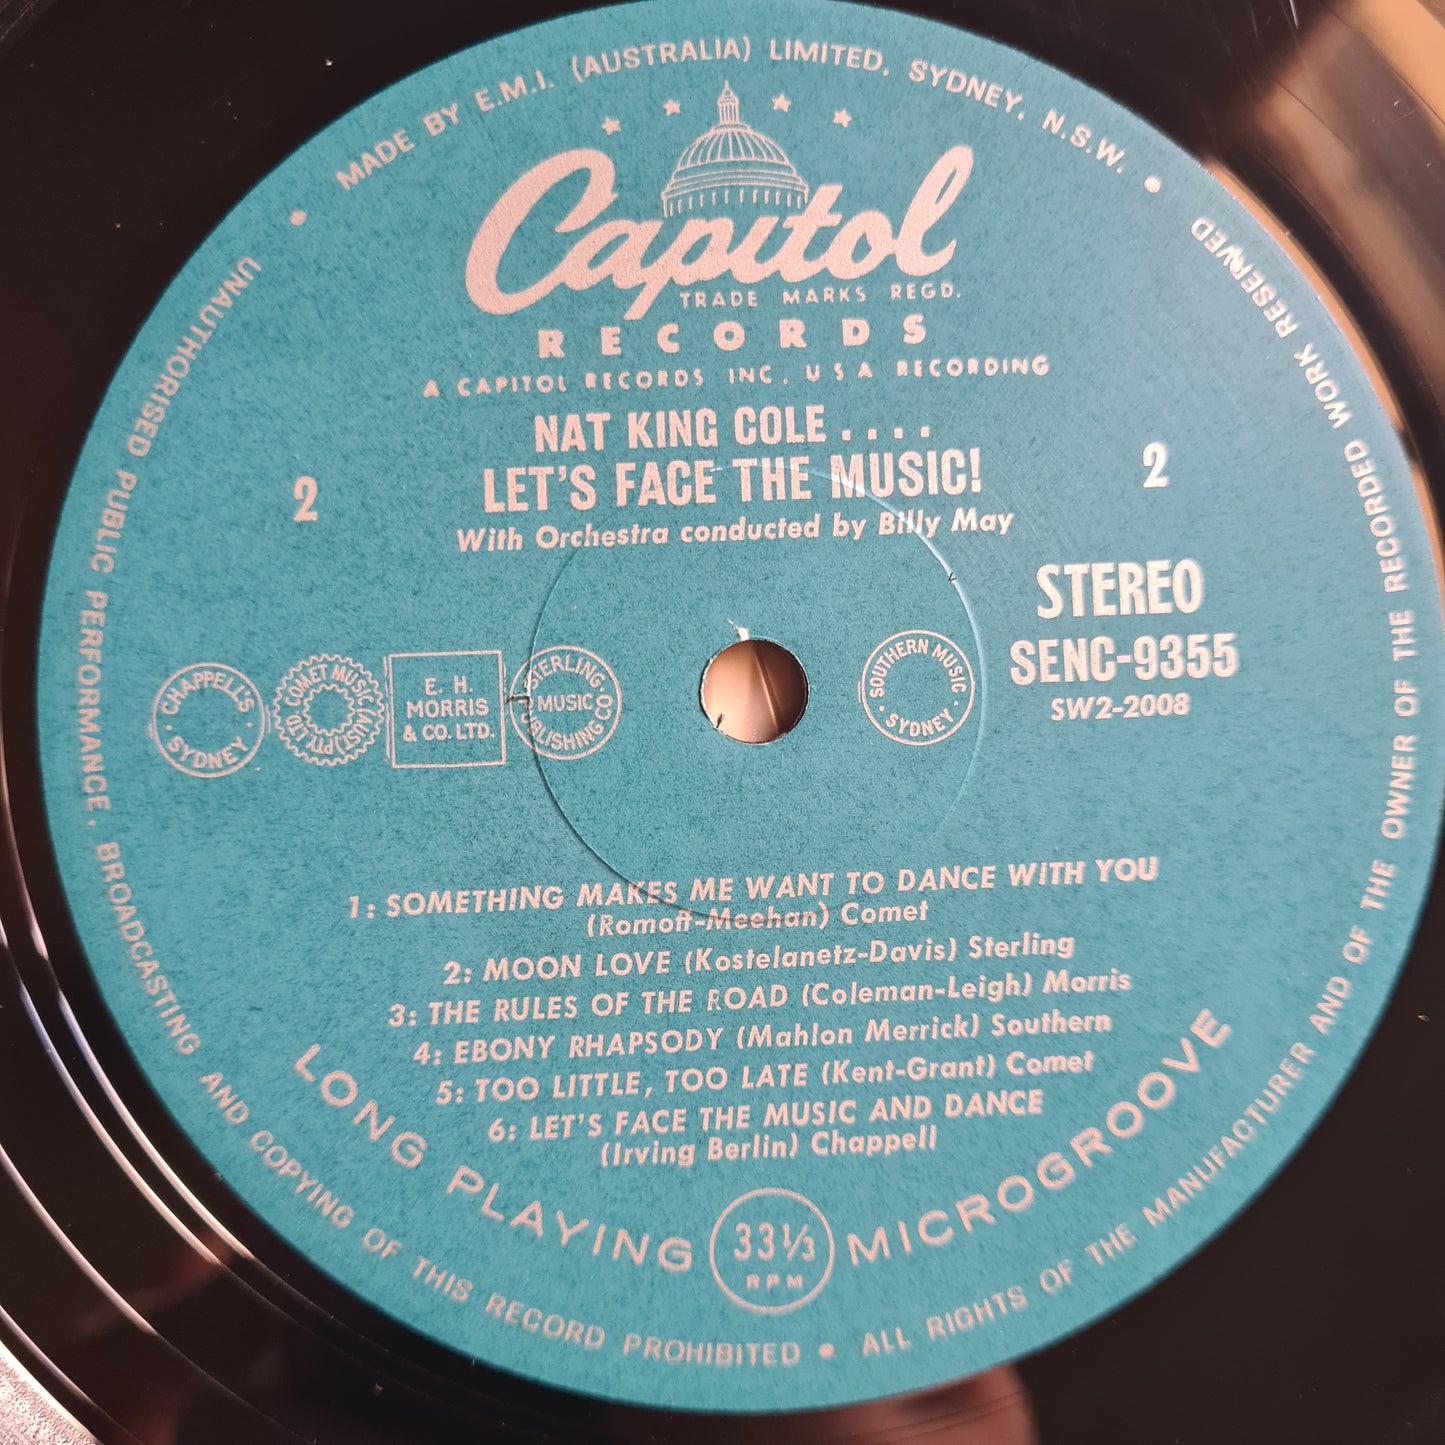 MADE BY E.M.I. (AUSTRALIA) LIMITED. SYDNEY, N.S.W.
Capitol
TRADE MARKS REGD.
RECORDS
A CAPITOL RECORDS INC. USA RECORDING
NAT KING COLE ....
LET'S FACE THE MUSIC!
With Orchestra conducted by Billy May
2
2
STEREO
SENC-9355
SW2-2008
CHAPPELL'S • SYDNEY •
COMET MUSIC (AUST.) PTY. LTD.
E. H.
MORRIS
& CO. LTD.
STERLING • MUSIC PUBLISHING CO
SOUTHERN MUSIC • SYDNEY •
1: SOMETHING MAKES ME WANT TO DANCE WITH YOU
(Romoff-Meehan) Comet
2: MOON LOVE (Kostelanetz-Davis) Sterling
3: THE RULES OF THE ROAD (Coleman-Leigh) Morris
4: EBONY RHAPSODY (Mahlon Merrick) Southern
5: TOO LITTLE, TOO LATE (Kent-Grant) Comet
6: LET'S FACE THE MUSIC AND DANCE
(Irving Berlin) Chappell
LONG PLAYING
33⅓
RPM
MICROGROOVE
UNAUTHORISED PUBLIC PERFORMANCE, BROADCASTING AND COPYING OF THIS RECORD PROHIBITED • ALL RIGHTS OF THE MANUFACTURER AND OF THE OWNER OF THE RECORDED WORK RESERVED